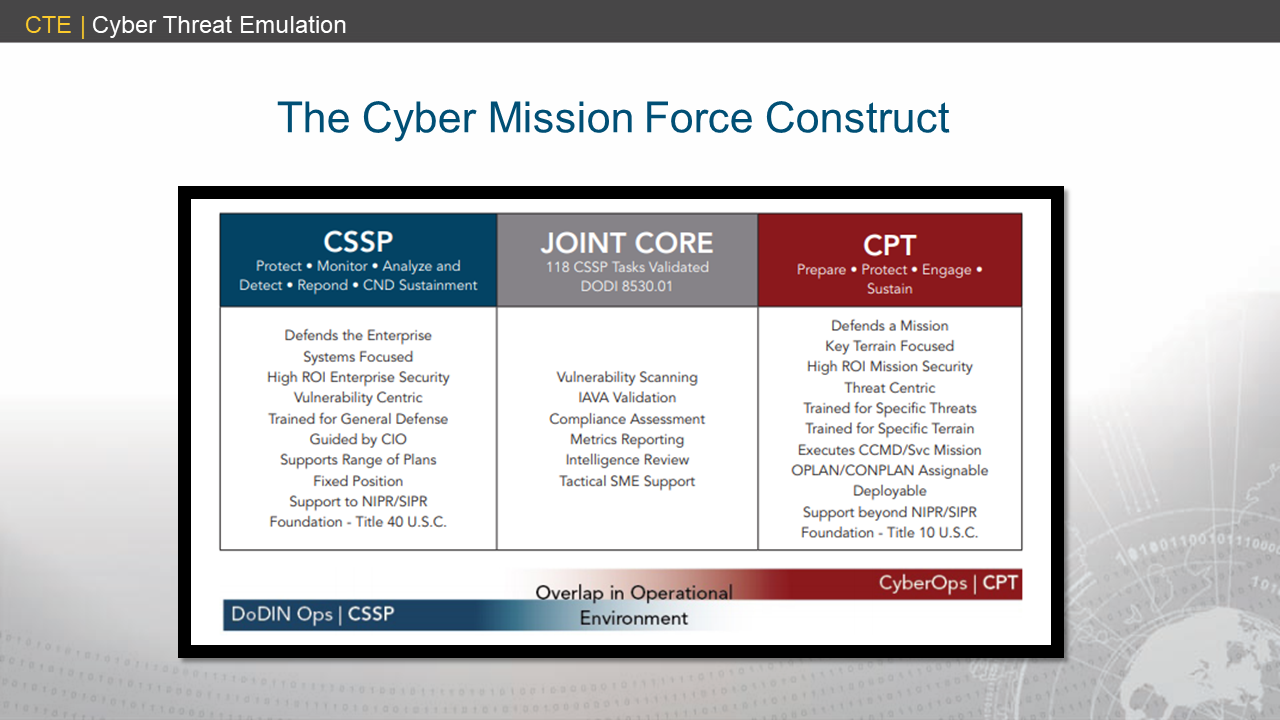 CTE | Cyber Threat Emulation
The Cyber Mission Force Construct
CSSP
Protect • Monitor • Analyze and
Detect • Repond • CND Sustainment
Defends the Enterprise
Systems Focused
High ROI Enterprise Security
Vulnerability Centric
Trained for General Defense
Guided by CIO
Supports Range of Plans
Fixed Position
Support to NIPR/SIPR
Foundation - Title 40 U.S.C.
JOINT CORE
118 CSSP Tasks Validated
DODI 8530.01
Vulnerability Scanning
IAVA Validation
Compliance Assessment
Metrics Reporting
Intelligence Review
Tactical SME Support
CPT
Prepare • Protect • Engage •
Sustain
Defends a Mission
Key Terrain Focused
High ROI Mission Security
Threat Centric
Trained for Specific Threats
Trained for Specific Terrain
Executes CCMD/Svc Mission
OPLAN/CONPLAN Assignable
Deployable
Support beyond NIPR/SIPR
Foundation - Title 10 U.S.C.
CyberOps | CPT
Overlap in Operational
Environment
DoDIN Ops | CSSP